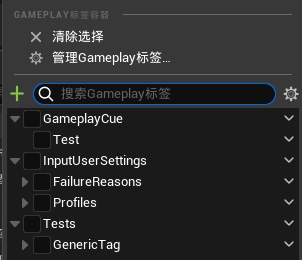 GAMEPLAY标签容器
清除选择
管理Gameplay标签...
搜索Gameplay标签
GameplayCue
Test
InputUserSettings
FailureReasons
Profiles
Tests
GenericTag